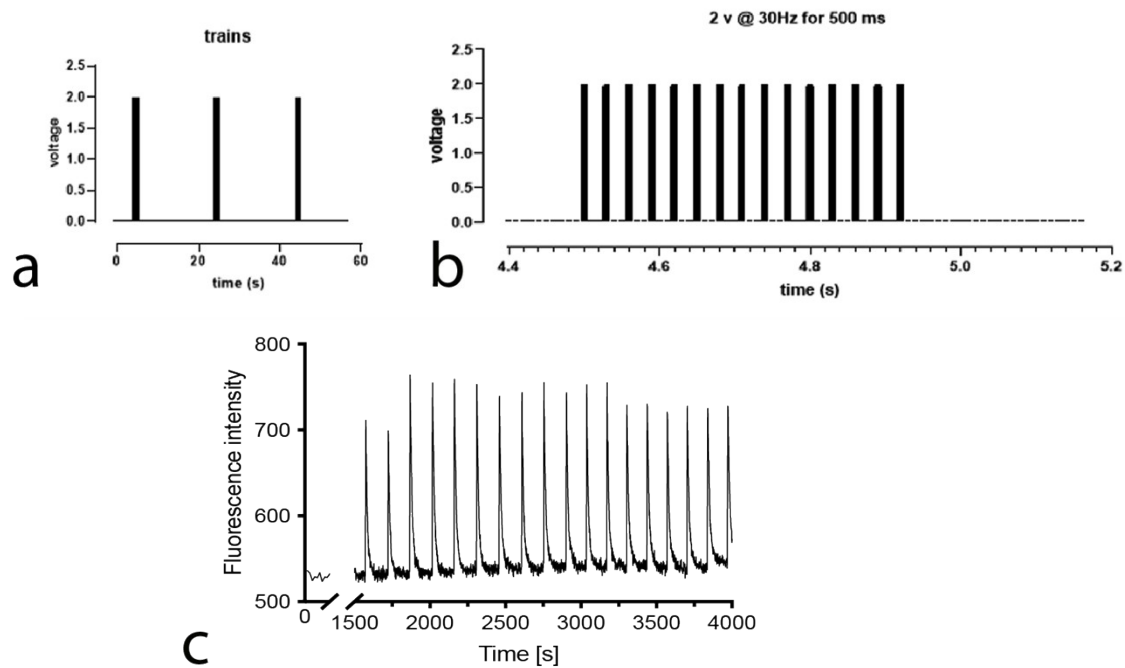 trains
2.5
2.0
1.5
1.0
0.5
0.0
voltage
0 20 40 60
time (s)
a
2 v @ 30Hz for 500 ms
2.5
2.0
1.5
1.0
0.5
0.0
voltage
4.4 4.6 4.8 5.0 5.2
time (s)
b
800
700
600
500
Fluorescence intensity
0 1500 2000 2500 3000 3500 4000
Time [s]
c